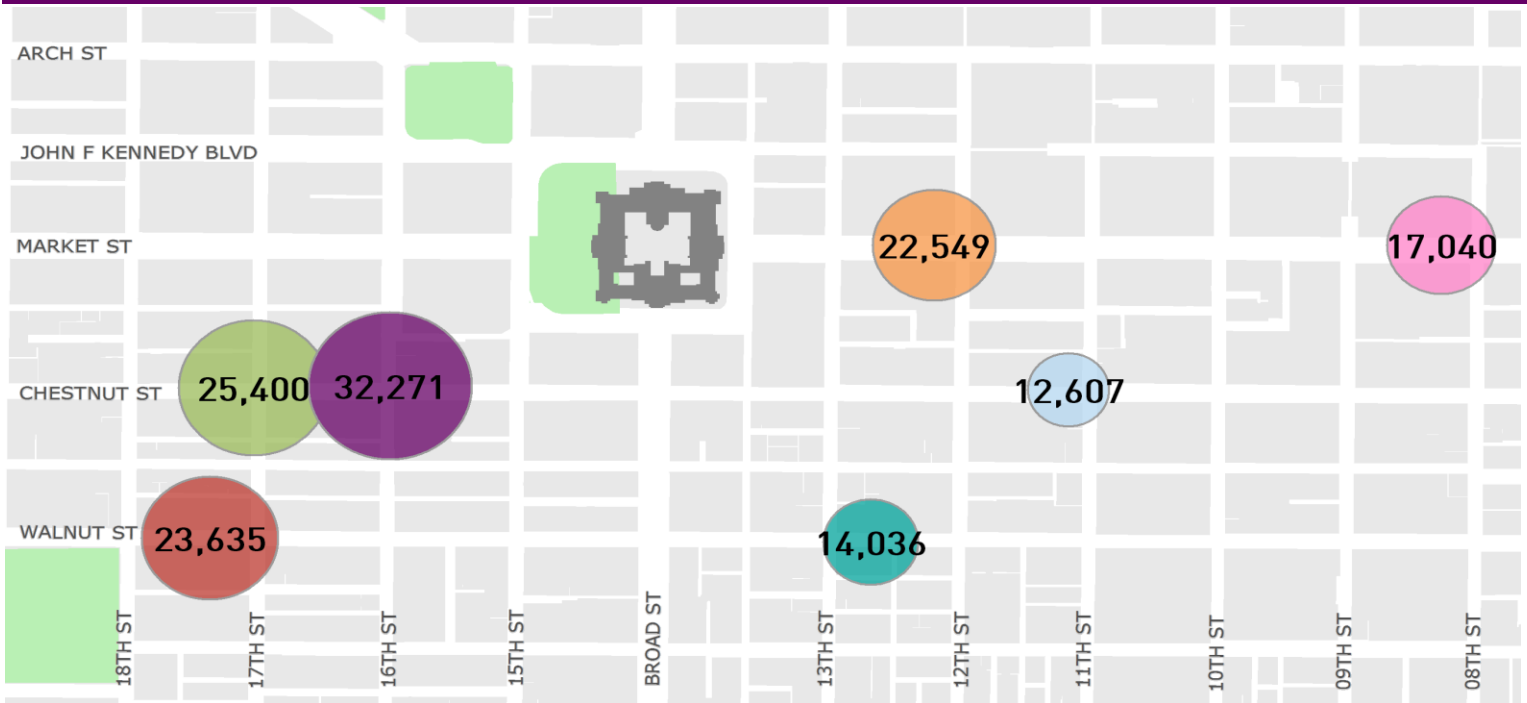 ARCH ST
JOHN F KENNEDY BLVD
MARKET ST
22,549
17,040
CHESTNUT ST
25,400
32,271
12,607
WALNUT ST
23,635
14,036
18TH ST
17TH ST
16TH ST
15TH ST
BROAD ST
13TH ST
12TH ST
11TH ST
10TH ST
09TH ST
08TH ST